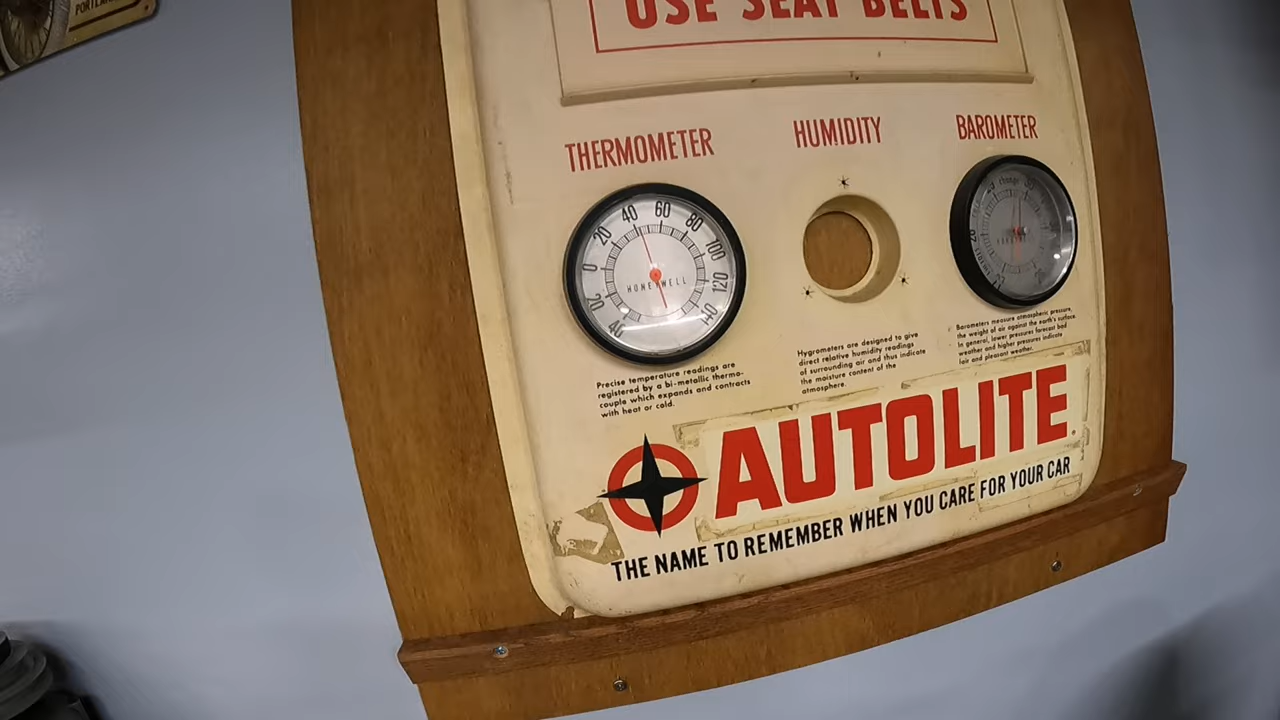 PORTLAND
USE SEAT BELTS
THERMOMETER
HUMIDITY
BAROMETER
40 20 0 20 40 60 80 100 120 140
HONEYWELL
change
Precise temperature readings are
registered by a bi-metallic thermo-
couple which expands and contracts
with heat or cold.
Hygrometers are designed to give
direct relative humidity readings
of surrounding air and thus indicate
the moisture content of the
atmosphere.
Barometers measure atmospheric pressure,
the weight of air against the earth's surface.
In general, lower pressures forecast bad
weather and higher pressures indicate
fair and pleasant weather.
AUTOLITE
THE NAME TO REMEMBER WHEN YOU CARE FOR YOUR CAR